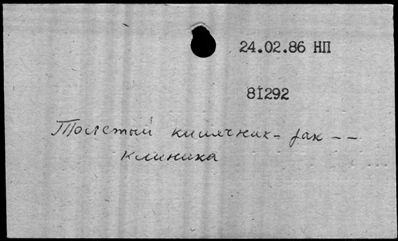 24.02.86 НП
81292
Толстый кишечник - рак - -
клиника